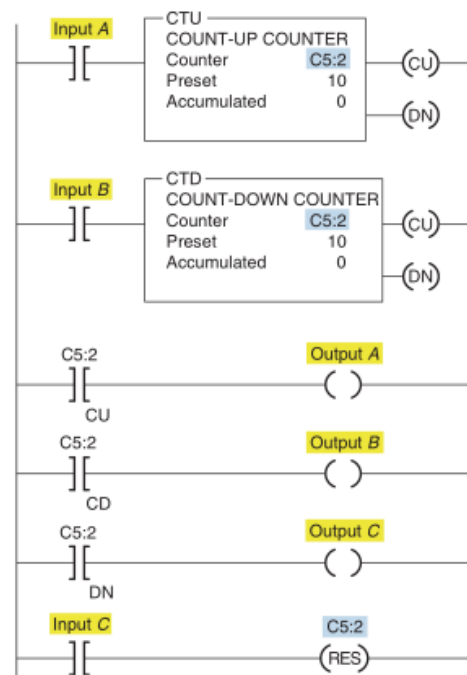 Input A
CTU
COUNT-UP COUNTER
Counter C5:2
Preset 10
Accumulated 0
CU
DN
Input B
CTD
COUNT-DOWN COUNTER
Counter C5:2
Preset 10
Accumulated 0
CU
DN
C5:2
Output A
CU
C5:2
Output B
CD
C5:2
Output C
DN
Input C
C5:2
RES